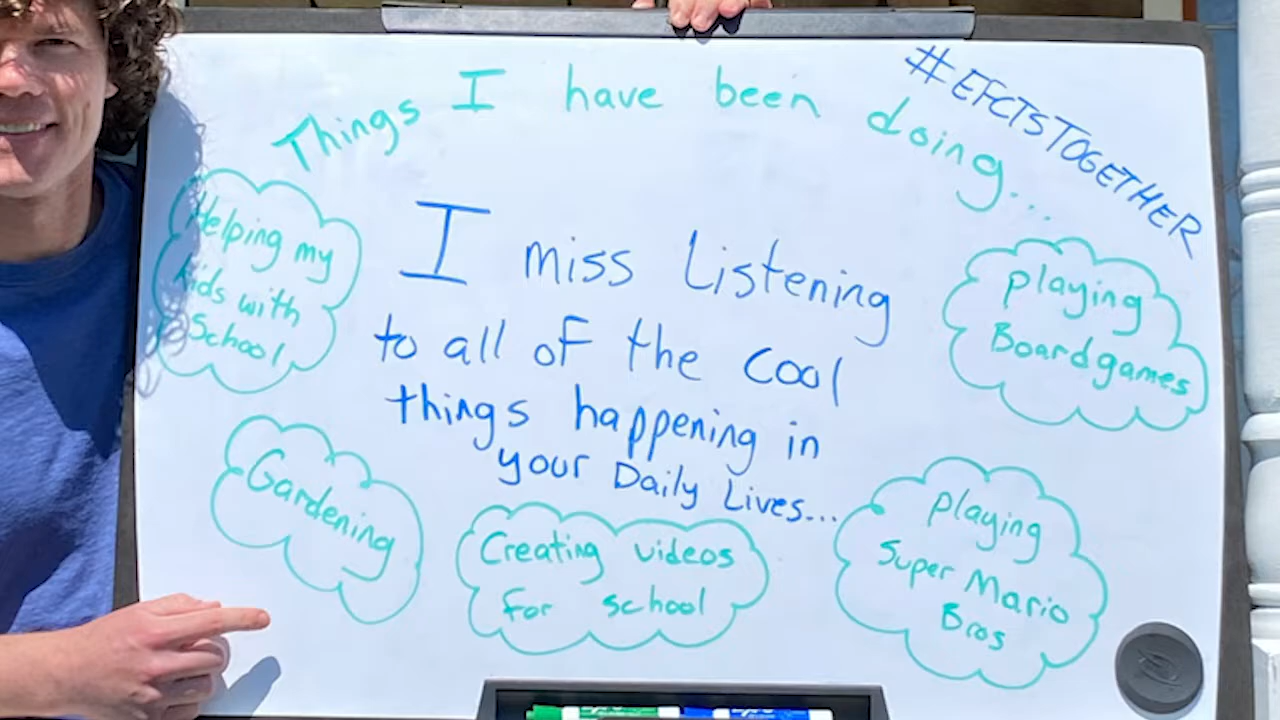 Things I have been doing...
#EFCTSTOGETHER
Helping my
kids with
School
I miss Listening
to all of the cool
things happening in
your Daily Lives...
playing
Boardgames
Gardening
Creating videos
for school
playing
Super Mario
Bros